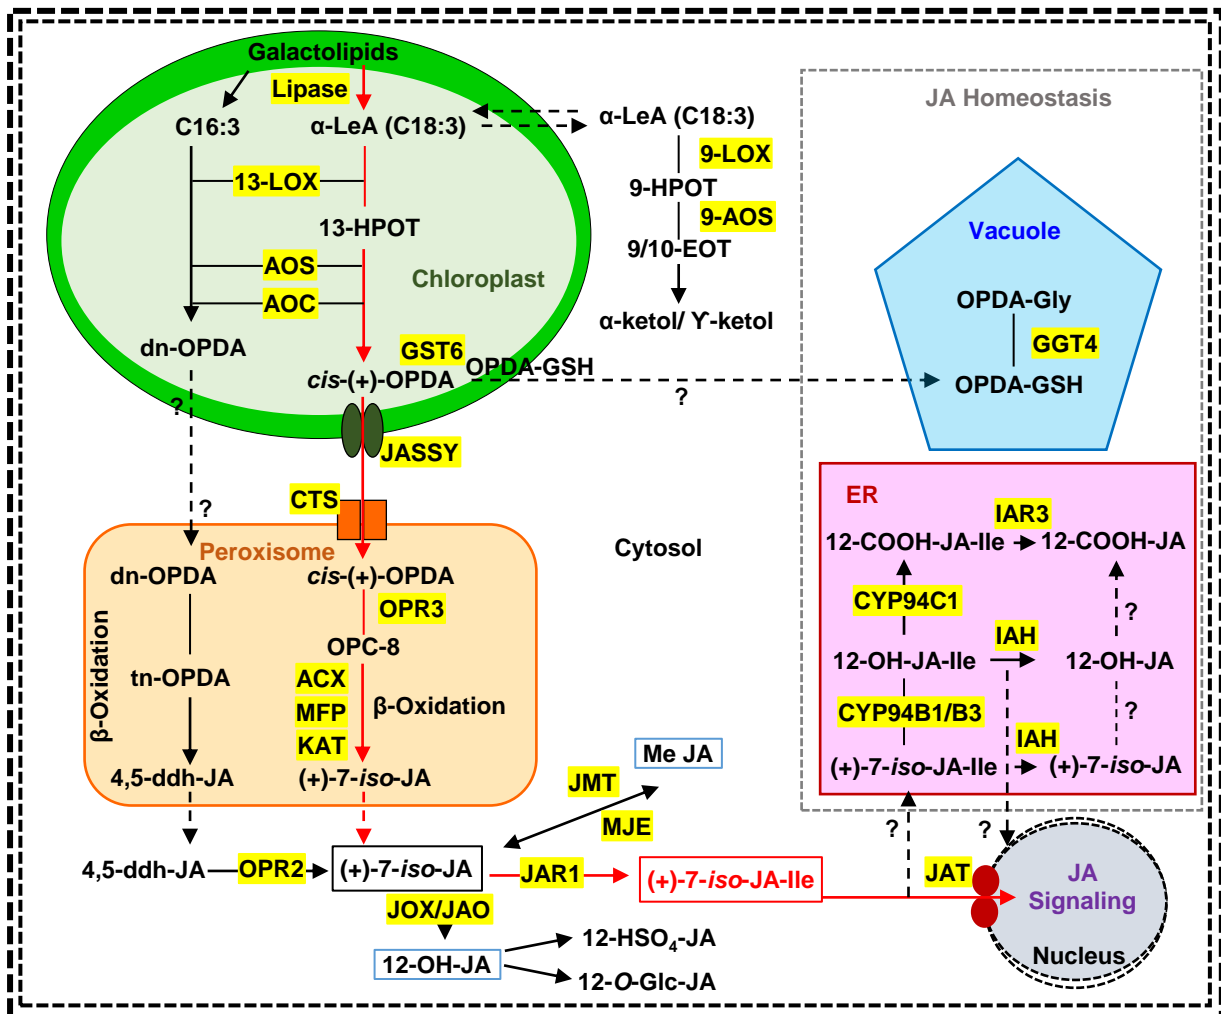 Galactolipids
Lipase
C16:3
α-LeA (C18:3)
13-LOX
13-HPOT
AOS
AOC
Chloroplast
dn-OPDA
GST6
cis-(+)-OPDA
OPDA-GSH
?
?
JASSY
α-LeA (C18:3)
9-LOX
9-HPOT
9-AOS
9/10-EOT
α-ketol/ ϒ-ketol
JA Homeostasis
Vacuole
OPDA-Gly
GGT4
OPDA-GSH
CTS
?
Peroxisome
dn-OPDA
cis-(+)-OPDA
OPR3
OPC-8
tn-OPDA
ACX
MFP
KAT
β-Oxidation
β-Oxidation
4,5-ddh-JA
(+)-7-iso-JA
Cytosol
ER
IAR3
12-COOH-JA-Ile
12-COOH-JA
CYP94C1
?
IAH
12-OH-JA-Ile
12-OH-JA
CYP94B1/B3
?
IAH
(+)-7-iso-JA-Ile
(+)-7-iso-JA
?
?
Me JA
JMT
MJE
4,5-ddh-JA
OPR2
(+)-7-iso-JA
JAR1
(+)-7-iso-JA-Ile
JAT
JA
Signaling
Nucleus
JOX/JAO
12-OH-JA
12-HSO4-JA
12-O-Glc-JA